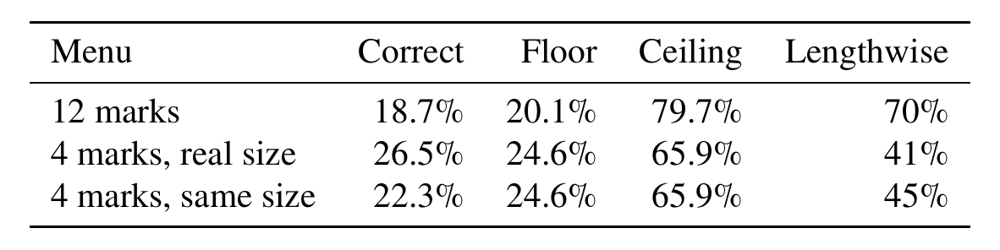 Menu Correct Floor Ceiling Lengthwise
12 marks 18.7% 20.1% 79.7% 70%
4 marks, real size 26.5% 24.6% 65.9% 41%
4 marks, same size 22.3% 24.6% 65.9% 45%